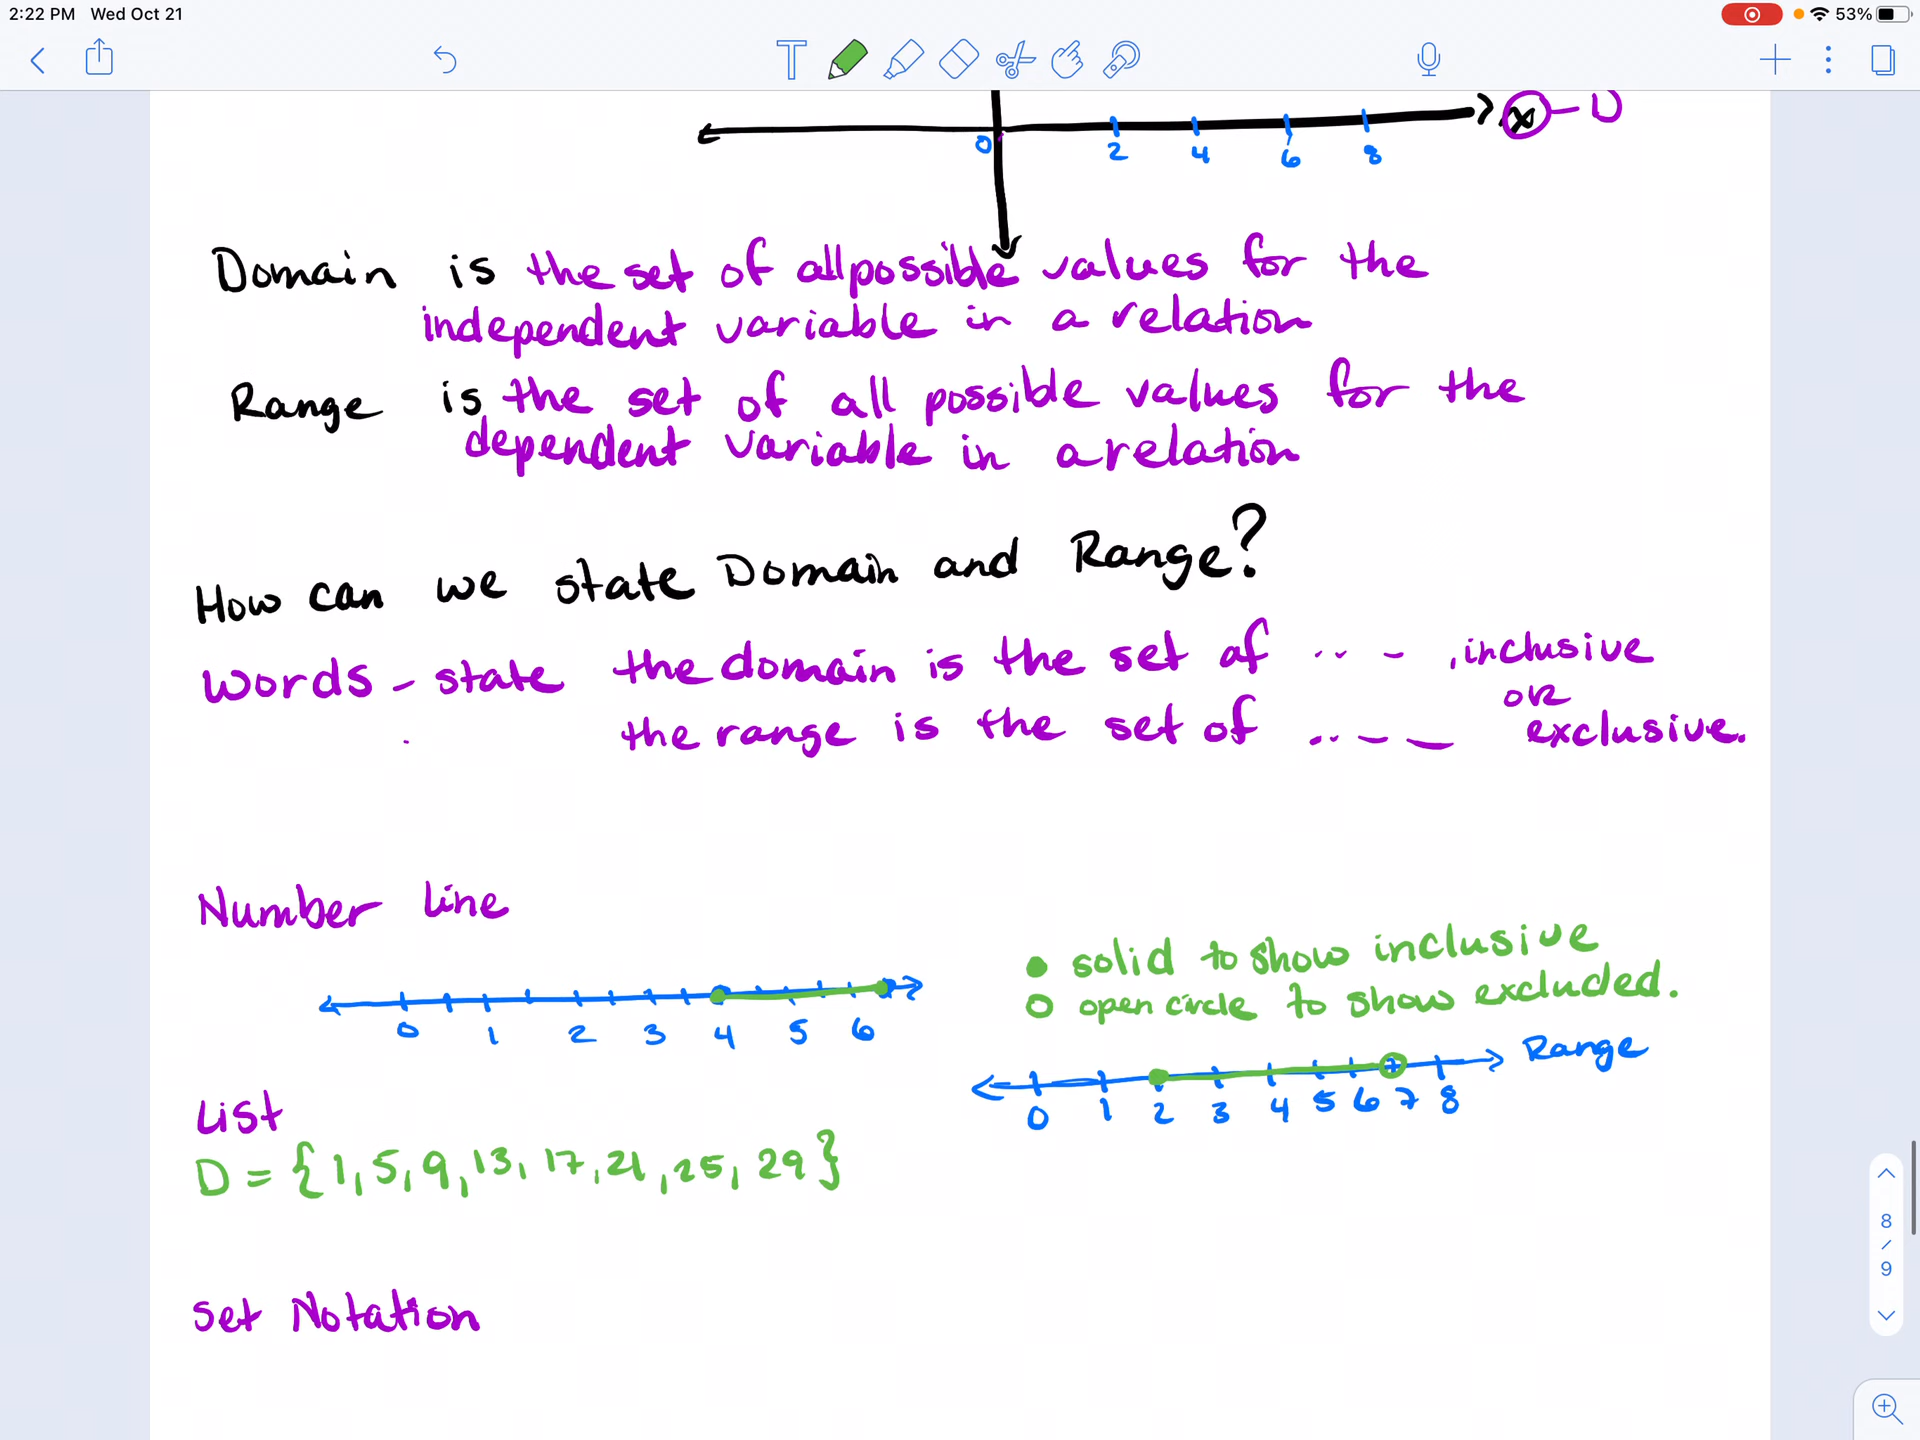 2:22 PM Wed Oct 21
53%
T
x - D
0 2 4 6 8
Domain is the set of all possible values for the
independent variable in a relation
Range is the set of all possible values for the
dependent variable in a relation
How can we state Domain and Range?
Words - state the domain is the set of ..-- , inclusive
or
the range is the set of ..-- exclusive.
Number line
• solid to show inclusive
o open circle to show excluded.
0 1 2 3 4 5 6
Range
0 1 2 3 4 5 6 7 8
List
D = {1, 5, 9, 13, 17, 21, 25, 29}
Set Notation
8
/
9